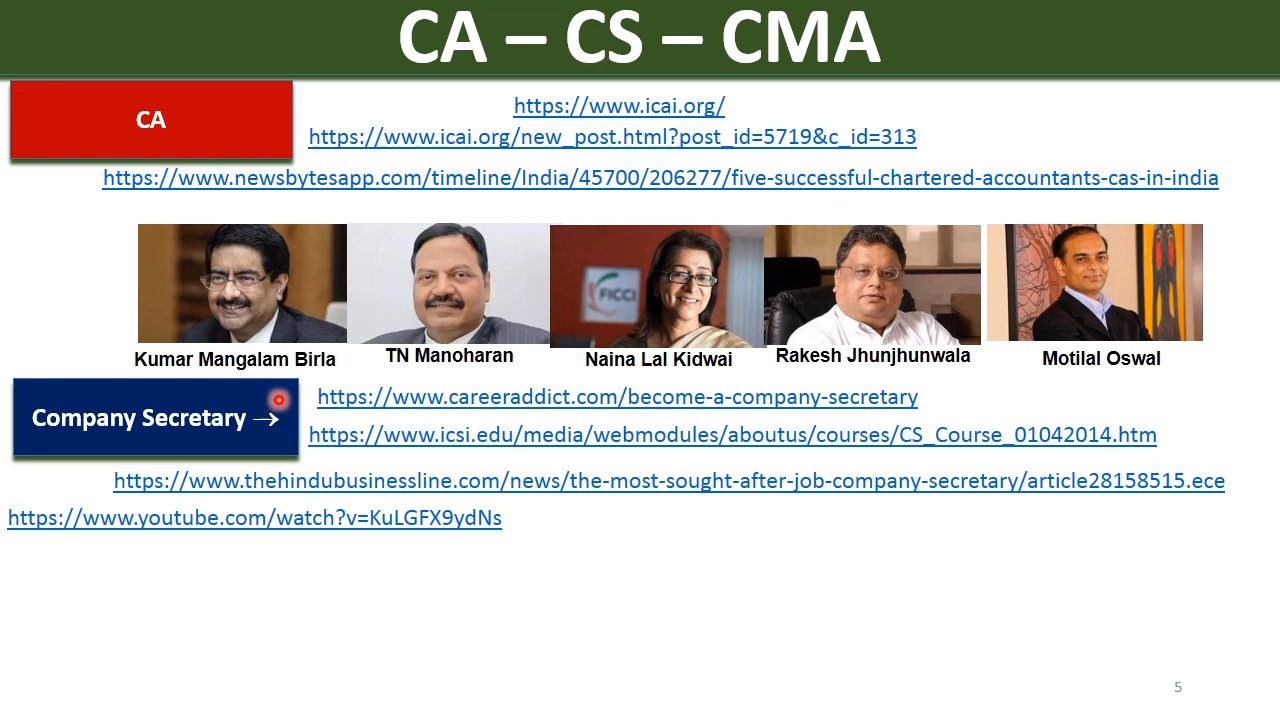 CA – CS – CMA
CA
https://www.icai.org/
https://www.icai.org/new_post.html?post_id=5719&c_id=313
https://www.newsbytesapp.com/timeline/India/45700/206277/five-successful-chartered-accountants-cas-in-india
FICCI
Kumar Mangalam Birla
TN Manoharan
Naina Lal Kidwai
Rakesh Jhunjhunwala
Motilal Oswal
Company Secretary →
https://www.careeraddict.com/become-a-company-secretary
https://www.icsi.edu/media/webmodules/aboutus/courses/CS_Course_01042014.htm
https://www.thehindubusinessline.com/news/the-most-sought-after-job-company-secretary/article28158515.ece
https://www.youtube.com/watch?v=KuLGFX9ydNs
5